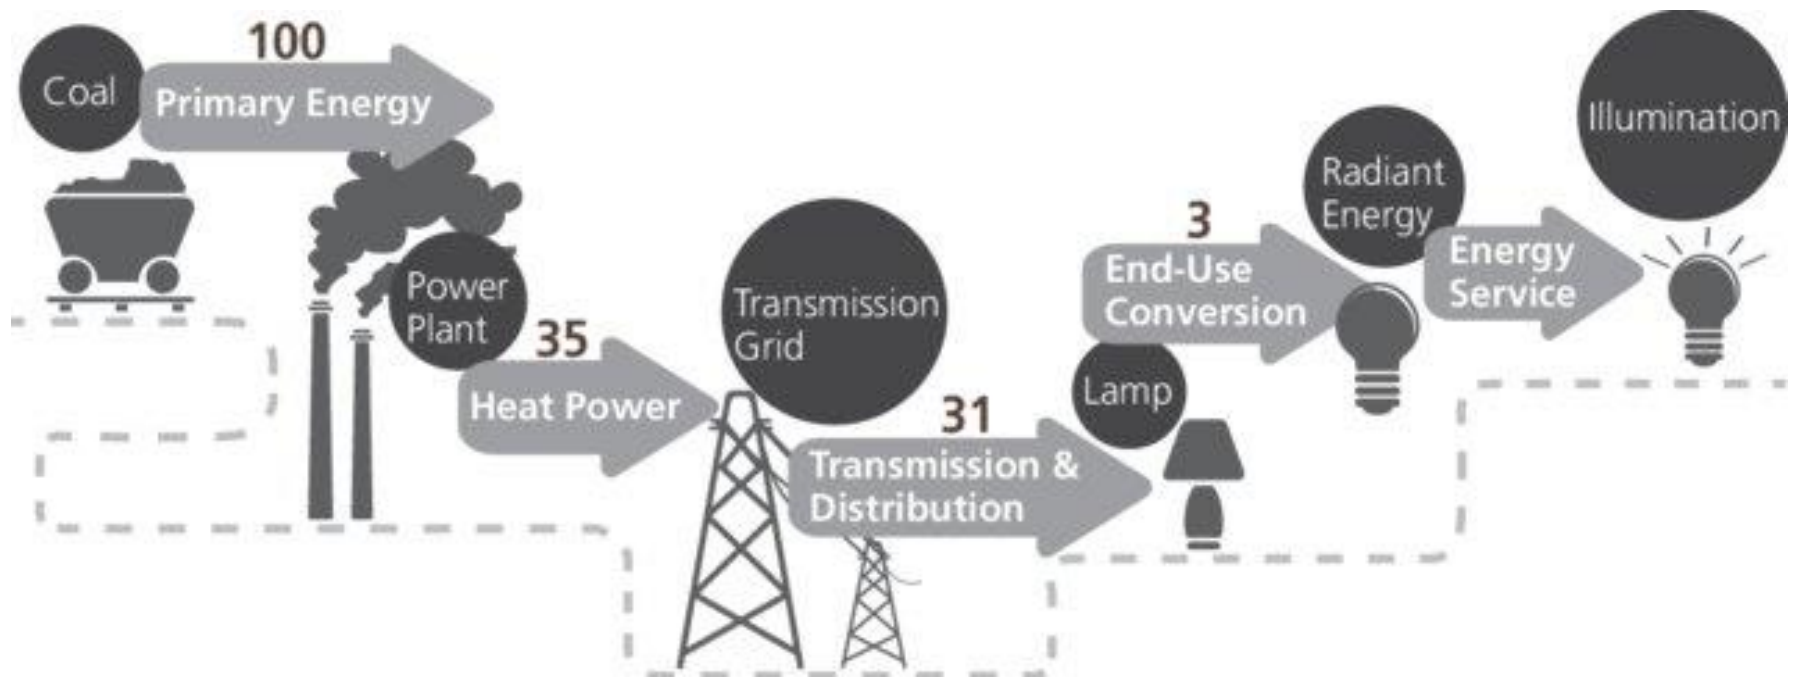 Coal
100
Primary Energy
Power
Plant
35
Heat Power
Transmission
Grid
31
Transmission &
Distribution
Lamp
3
End-Use
Conversion
Radiant
Energy
Energy
Service
Illumination